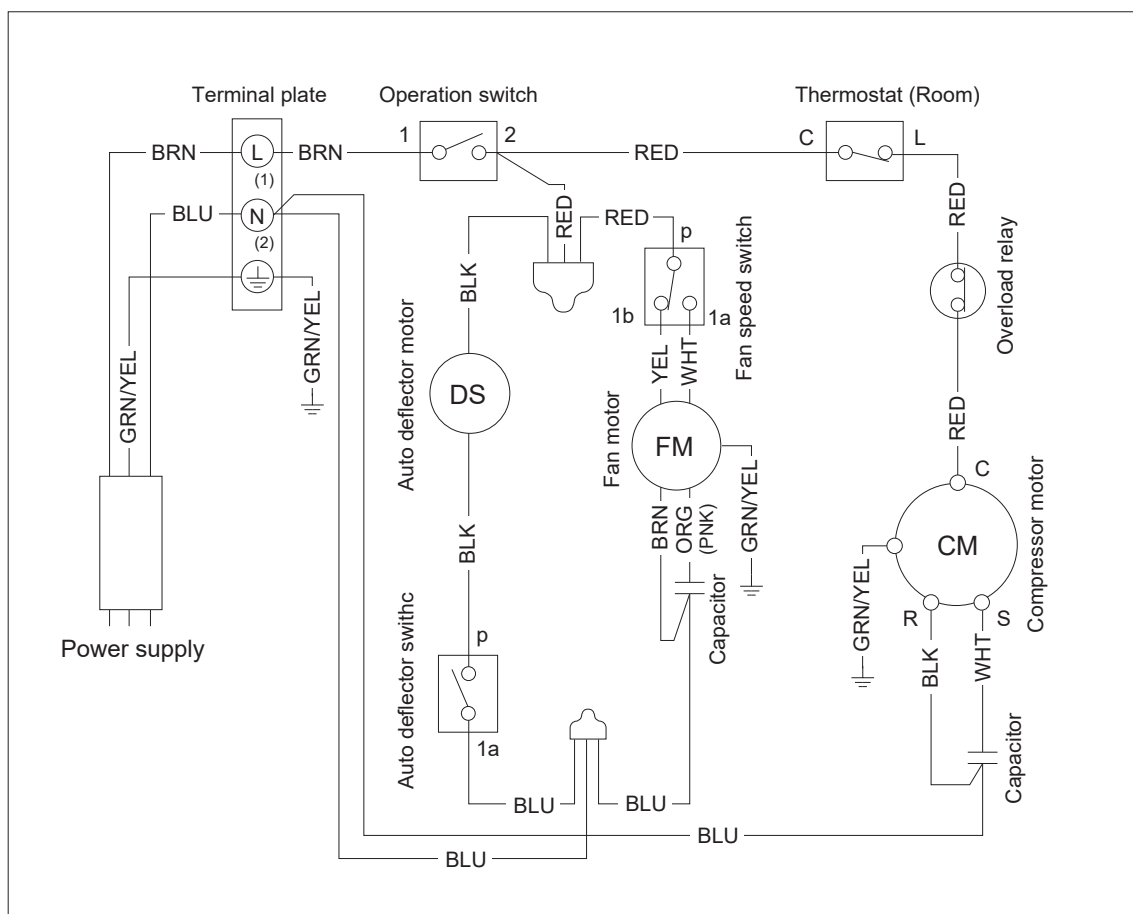 Terminal plate
Operation switch
Thermostat (Room)
BRN
L
(1)
BRN
1
2
RED
C
L
BLU
N
(2)
RED
RED
RED
p
1b
1a
Fan speed switch
Overload relay
GRN/YEL
GRN/YEL
BLK
Auto deflector motor
DS
YEL
WHT
Fan motor
FM
RED
C
CM
Compressor motor
GRN/YEL
R
S
BRN
ORG
(PNK)
GRN/YEL
Capacitor
BLK
Power supply
Auto deflector swithc
p
1a
BLK
WHT
Capacitor
BLU
BLU
BLU
BLU